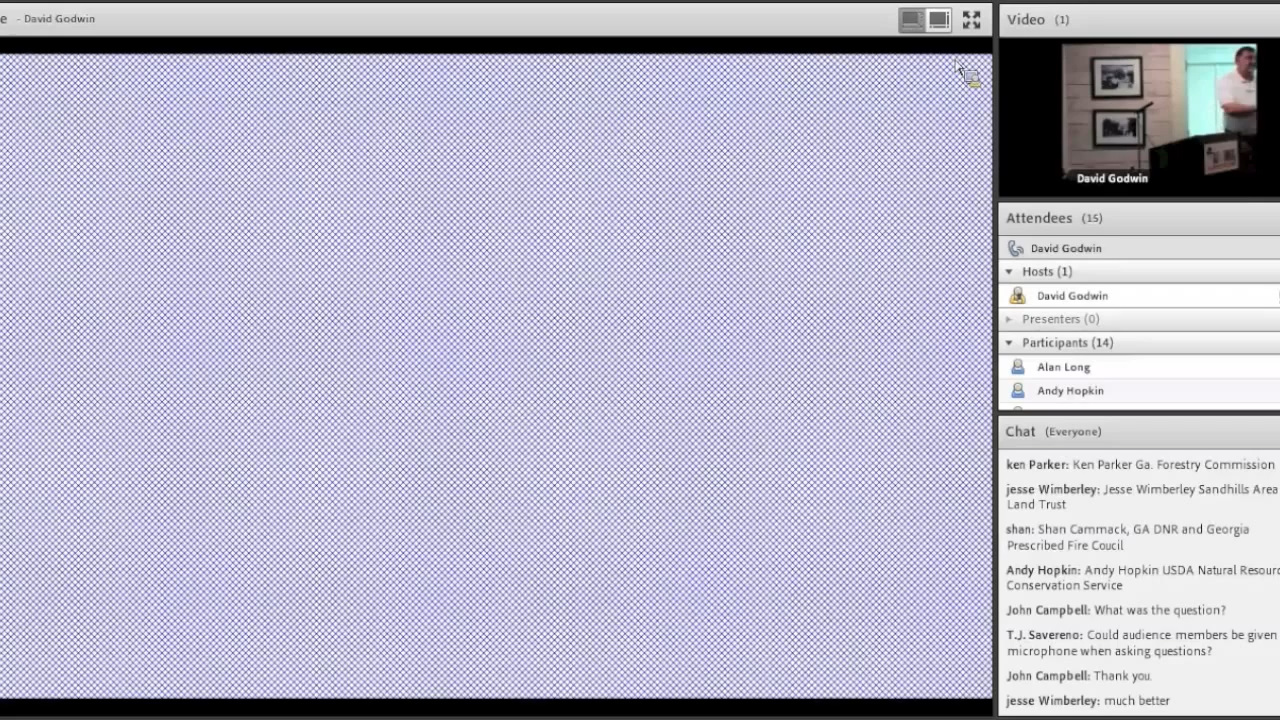 e - David Godwin
Video (1)
David Godwin
Attendees (15)
David Godwin
Hosts (1)
David Godwin
Presenters (0)
Participants (14)
Alan Long
Andy Hopkin
Chat (Everyone)
ken Parker: Ken Parker Ga. Forestry Commission
jesse Wimberley: Jesse Wimberley Sandhills Area
Land Trust
shan: Shan Cammack, GA DNR and Georgia
Prescribed Fire Coucil
Andy Hopkin: Andy Hopkin USDA Natural Resourc
Conservation Service
John Campbell: What was the question?
T.J. Savereno: Could audience members be given
microphone when asking questions?
John Campbell: Thank you.
jesse Wimberley: much better